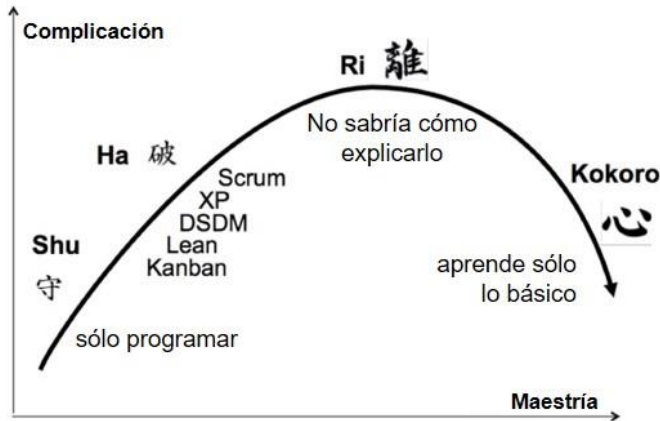 Complicación
Ri 離
No sabría cómo
explicarlo
Ha 破
Scrum
XP
DSDM
Lean
Kanban
Kokoro
心
Shu
守
aprende sólo
lo básico
sólo programar
Maestría